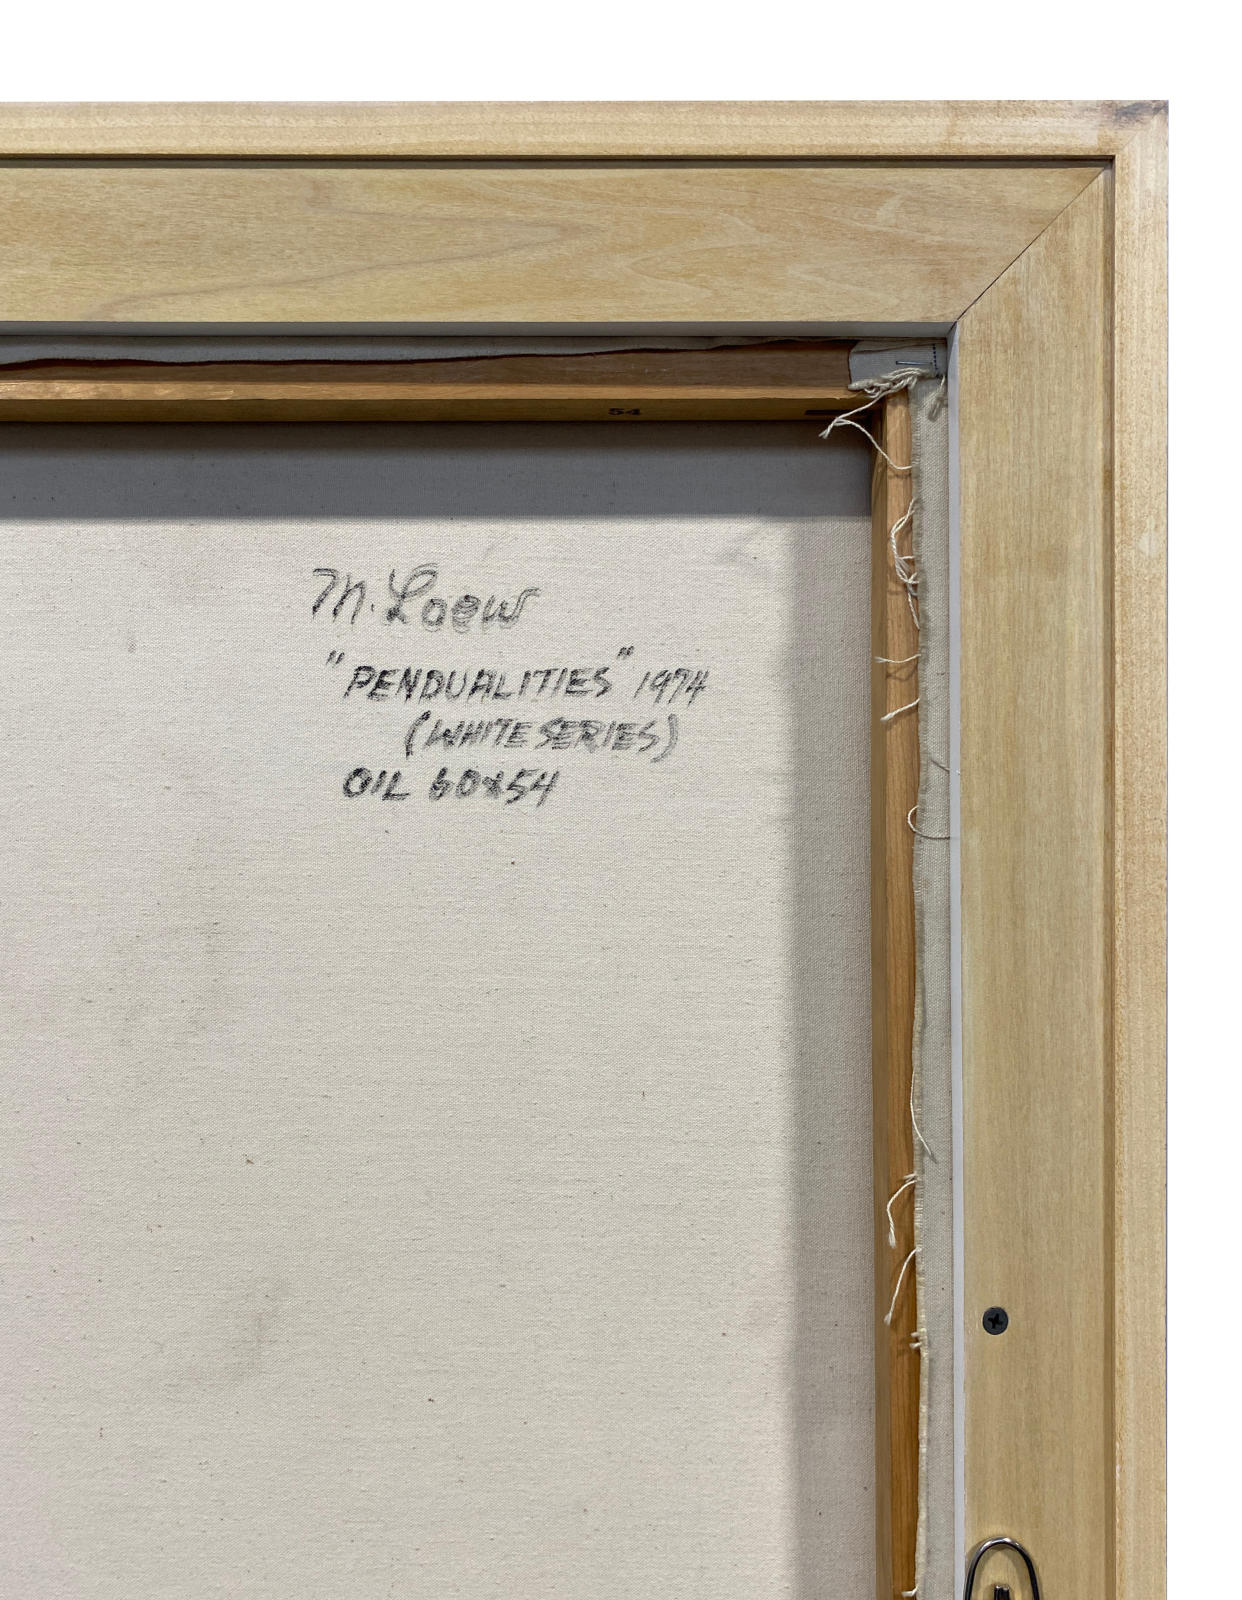 54
M. Loew
"PENDUALITIES" 1974
(WHITE SERIES)
OIL 60x54